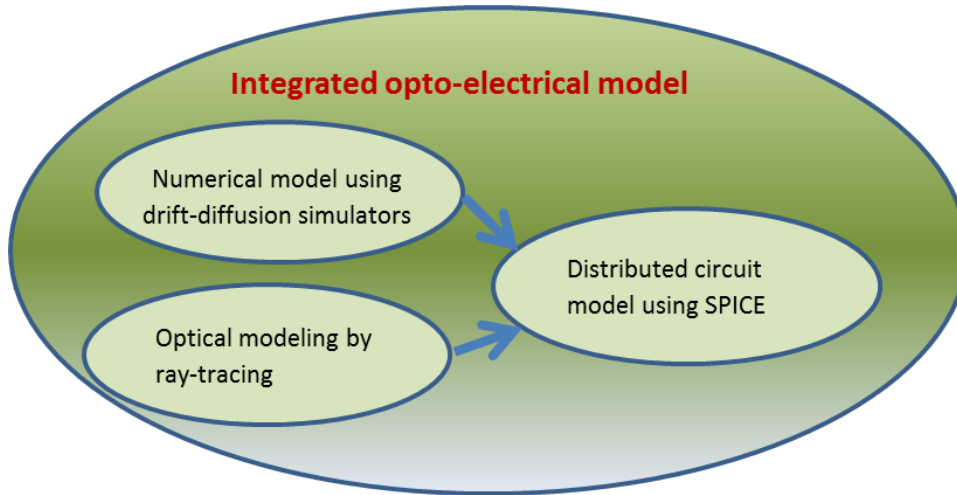 Integrated opto-electrical model
Numerical model using
drift-diffusion simulators
Distributed circuit
model using SPICE
Optical modeling by
ray-tracing